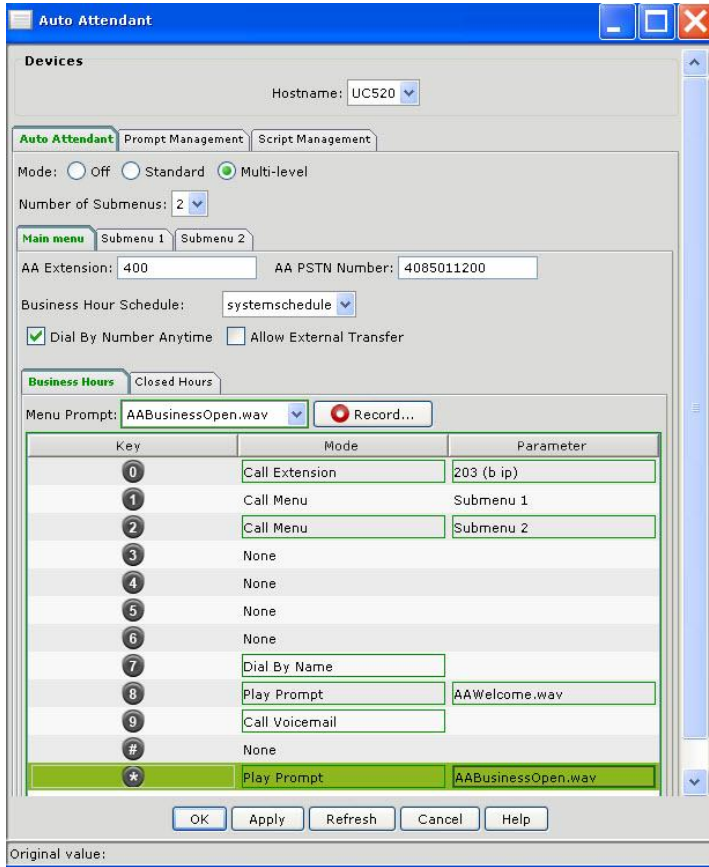 Auto Attendant
Devices
Hostname: UC520
Auto Attendant Prompt Management Script Management
Mode: Off Standard Multi-level
Number of Submenus: 2
Main menu Submenu 1 Submenu 2
AA Extension: 400 AA PSTN Number: 4085011200
Business Hour Schedule: systemschedule
Dial By Number Anytime Allow External Transfer
Business Hours Closed Hours
Menu Prompt: AABusinessOpen.wav Record...
Key Mode Parameter
0 Call Extension 203 (b ip)
1 Call Menu Submenu 1
2 Call Menu Submenu 2
3 None
4 None
5 None
6 None
7 Dial By Name
8 Play Prompt AAWelcome.wav
9 Call Voicemail
# None
* Play Prompt AABusinessOpen.wav
OK Apply Refresh Cancel Help
Original value: